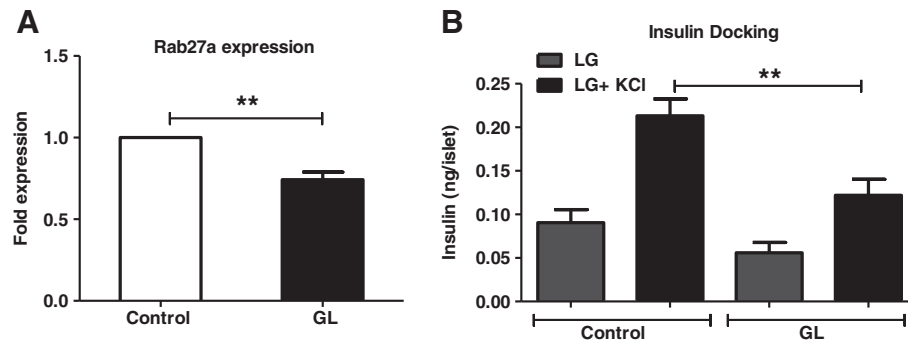 A
Rab27a expression
Fold expression
1.5
1.0
0.5
0.0
**
Control
GL
B
Insulin Docking
LG
LG+ KCl
Insulin (ng/islet)
0.25
0.20
0.15
0.10
0.05
0.00
**
Control
GL